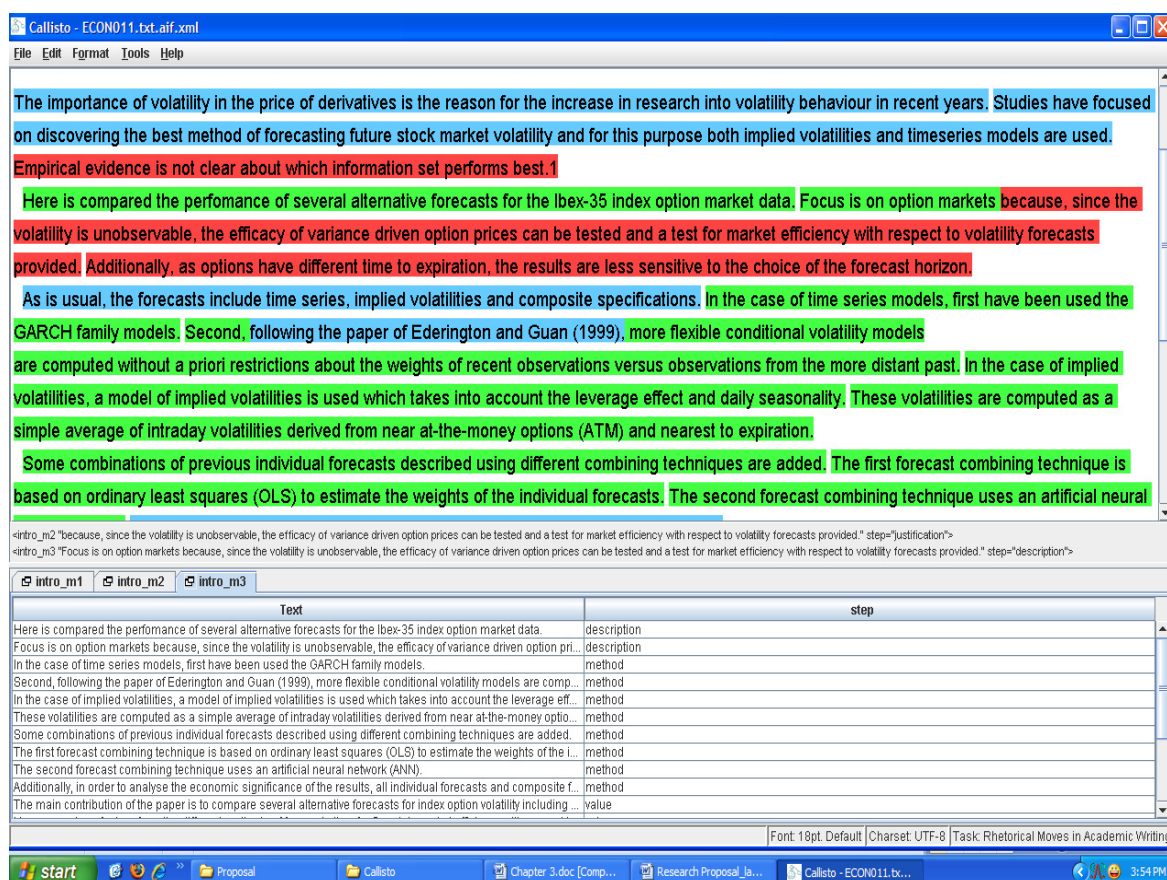 Callisto - ECON011.txt.aif.xml
File Edit Format Tools Help
The importance of volatility in the price of derivatives is the reason for the increase in research into volatility behaviour in recent years. Studies have focused
on discovering the best method of forecasting future stock market volatility and for this purpose both implied volatilities and timeseries models are used.
Empirical evidence is not clear about which information set performs best.1
Here is compared the perfomance of several alternative forecasts for the Ibex-35 index option market data. Focus is on option markets because, since the
volatility is unobservable, the efficacy of variance driven option prices can be tested and a test for market efficiency with respect to volatility forecasts
provided. Additionally, as options have different time to expiration, the results are less sensitive to the choice of the forecast horizon.
As is usual, the forecasts include time series, implied volatilities and composite specifications. In the case of time series models, first have been used the
GARCH family models. Second, following the paper of Ederington and Guan (1999), more flexible conditional volatility models
are computed without a priori restrictions about the weights of recent observations versus observations from the more distant past. In the case of implied
volatilities, a model of implied volatilities is used which takes into account the leverage effect and daily seasonality. These volatilities are computed as a
simple average of intraday volatilities derived from near at-the-money options (ATM) and nearest to expiration.
Some combinations of previous individual forecasts described using different combining techniques are added. The first forecast combining technique is
based on ordinary least squares (OLS) to estimate the weights of the individual forecasts. The second forecast combining technique uses an artificial neural
<intro_m2 "because, since the volatility is unobservable, the efficacy of variance driven option prices can be tested and a test for market efficiency with respect to volatility forecasts provided." step="justification">
<intro_m3 "Focus is on option markets because, since the volatility is unobservable, the efficacy of variance driven option prices can be tested and a test for market efficiency with respect to volatility forecasts provided." step="description">
intro_m1 intro_m2 intro_m3
Text step
Here is compared the perfomance of several alternative forecasts for the Ibex-35 index option market data. description
Focus is on option markets because, since the volatility is unobservable, the efficacy of variance driven option pri... description
In the case of time series models, first have been used the GARCH family models. method
Second, following the paper of Ederington and Guan (1999), more flexible conditional volatility models are comp... method
In the case of implied volatilities, a model of implied volatilities is used which takes into account the leverage eff... method
These volatilities are computed as a simple average of intraday volatilities derived from near at-the-money optio... method
Some combinations of previous individual forecasts described using different combining techniques are added. method
The first forecast combining technique is based on ordinary least squares (OLS) to estimate the weights of the i... method
The second forecast combining technique uses an artificial neural network (ANN). method
Additionally, in order to analyse the economic significance of the results, all individual forecasts and composite f... method
The main contribution of the paper is to compare several alternative forecasts for index option volatility including ... value
Font: 18pt. Default Charset: UTF-8 Task: Rhetorical Moves in Academic Writing
start Proposal Callisto Chapter 3.doc [Comp... Research Proposal_la... Callisto - ECON011.tx... 3:54 PM